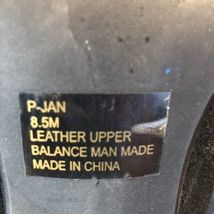 P-JAN
8.5M
LEATHER UPPER
BALANCE MAN MADE
MADE IN CHINA